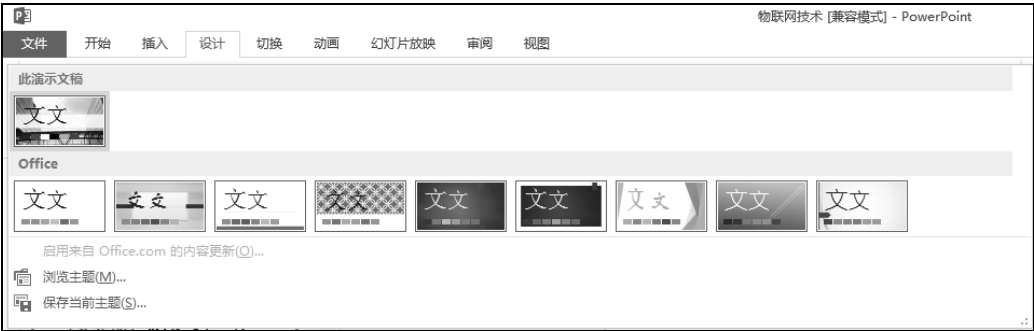 物联网技术 [兼容模式] - PowerPoint
文件 开始 插入 设计 切换 动画 幻灯片放映 审阅 视图
此演示文稿
文文
Office
文文 文文 文文 文文 文文 文文 文文 文文 文文
启用来自 Office.com 的内容更新(O)...
浏览主题(M)...
保存当前主题(S)...